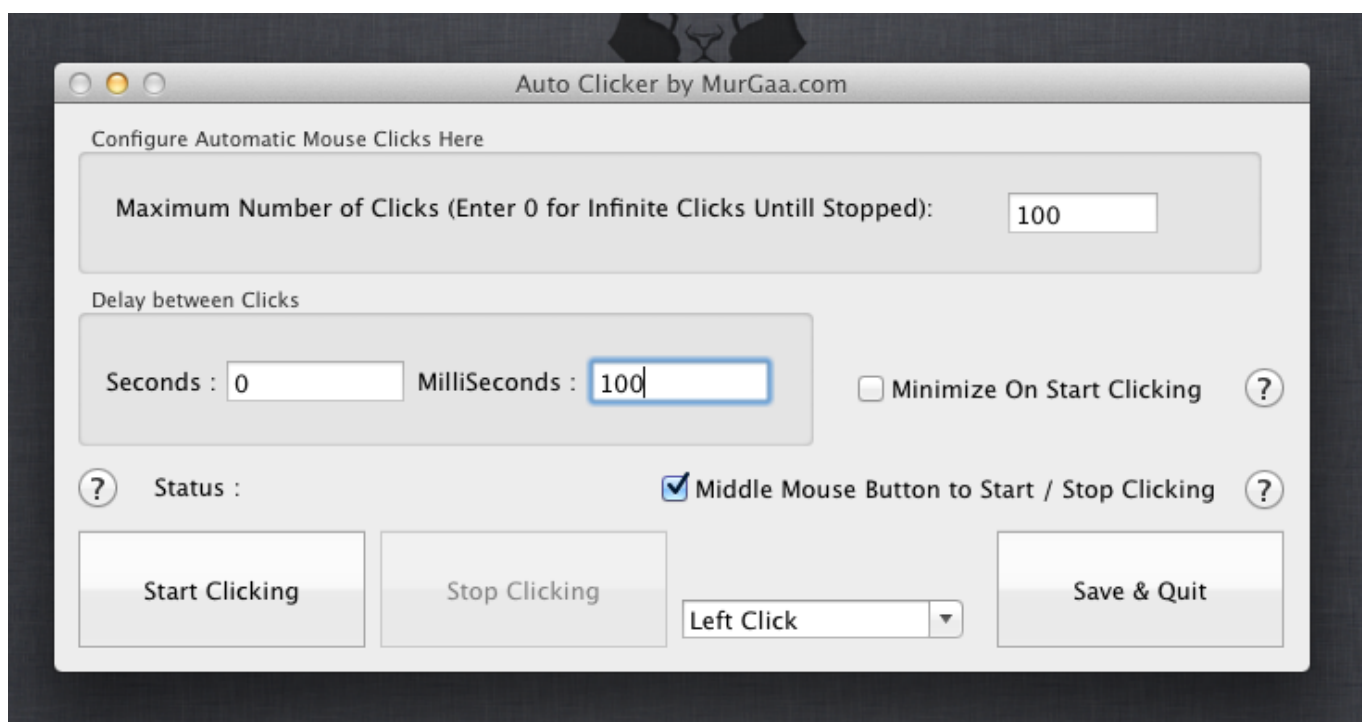 Auto Clicker by MurGaa.com
Configure Automatic Mouse Clicks Here
Maximum Number of Clicks (Enter 0 for Infinite Clicks Untill Stopped): 100
Delay between Clicks
Seconds : 0 MilliSeconds : 100
Minimize On Start Clicking ?
? Status : Middle Mouse Button to Start / Stop Clicking ?
Start Clicking Stop Clicking Left Click Save & Quit